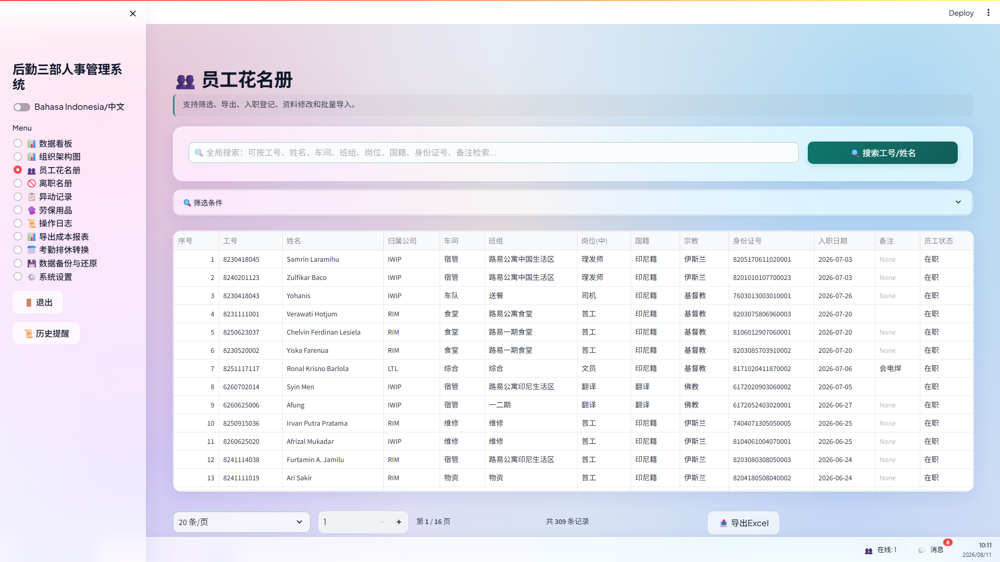 Deploy
后勤三部人事管理系
统
Bahasa Indonesia/中文
Menu
数据看板
组织架构图
员工花名册
离职名册
异动记录
劳保用品
操作日志
导出成本报表
考勤排休转换
数据备份与还原
系统设置
退出
历史提醒
员工花名册
支持筛选、导出、入职登记、资料修改和批量导入。
全局搜索：可按工号、姓名、车间、班组、岗位、国籍、身份证号、备注检索...
搜索工号/姓名
筛选条件
序号 工号 姓名 归属公司 车间 班组 岗位(中) 国籍 宗教 身份证号 入职日期 备注 员工状态
1 8230418045 Samrin Laramihu IWIP 宿管 路易公寓中国生活区 理发师 印尼籍 伊斯兰 8205170611020001 2026-07-03 None 在职
2 8240201123 Zulfikar Baco IWIP 宿管 路易公寓中国生活区 理发师 印尼籍 伊斯兰 8201010107700023 2026-07-03 None 在职
3 8230418043 Yohanis IWIP 车队 送餐 司机 印尼籍 基督教 7603013003010001 2026-07-26 None 在职
4 8231111001 Verawati Hotjum RIM 食堂 路易公寓食堂 普工 印尼籍 基督教 8203075806960003 2026-07-20 在职
5 8250623037 Chelvin Ferdinan Lesiela RIM 食堂 路易一期食堂 普工 印尼籍 基督教 8106012907060001 2026-07-20 None 在职
6 8230520002 Yiska Farenua RIM 食堂 路易一期食堂 普工 印尼籍 基督教 8203085703910002 2026-07-20 None 在职
7 8251117117 Ronal Krisno Barlola LTL 综合 综合 文员 印尼籍 基督教 8171020411870002 2026-07-06 会电焊 在职
8 6260702014 Syin Men IWIP 宿管 路易公寓印尼生活区 翻译 翻译 佛教 6172020903060002 2026-07-05 在职
9 6260625006 Afung IWIP 宿管 一二期 翻译 翻译 佛教 6172052403020001 2026-06-27 None 在职
10 8250915036 Irvan Putra Pratama RIM 维修 维修 普工 印尼籍 伊斯兰 7404071305050005 2026-06-25 None 在职
11 8260625020 Afrizal Mukadar IWIP 维修 维修 普工 印尼籍 伊斯兰 8104061004070001 2026-06-25 None 在职
12 8241114038 Furtamin A. Jamilu RIM 宿管 路易公寓印尼生活区 普工 印尼籍 伊斯兰 8203080308050003 2026-06-24 None 在职
13 8241111019 Ari Sakir RIM 物资 物资 普工 印尼籍 伊斯兰 8204180508040002 2026-06-24 None 在职
20 条/页 1 第 1 / 16 页 共 309 条记录 导出Excel
在线: 1 消息 6
10:11
2026/08/11